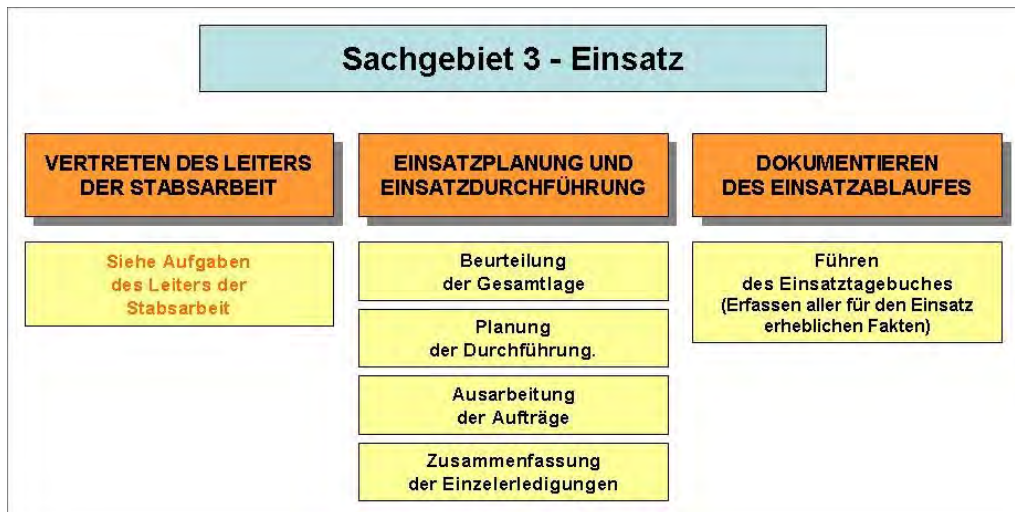 Sachgebiet 3 - Einsatz
VERTRETEN DES LEITERS
DER STABSARBEIT
Siehe Aufgaben
des Leiters der
Stabsarbeit
EINSATZPLANUNG UND
EINSATZDURCHFÜHRUNG
Beurteilung
der Gesamtlage
Planung
der Durchführung.
Ausarbeitung
der Aufträge
Zusammenfassung
der Einzelerledigungen
DOKUMENTIEREN
DES EINSATZABLAUFES
Führen
des Einsatztagebuches
(Erfassen aller für den Einsatz
erheblichen Fakten)